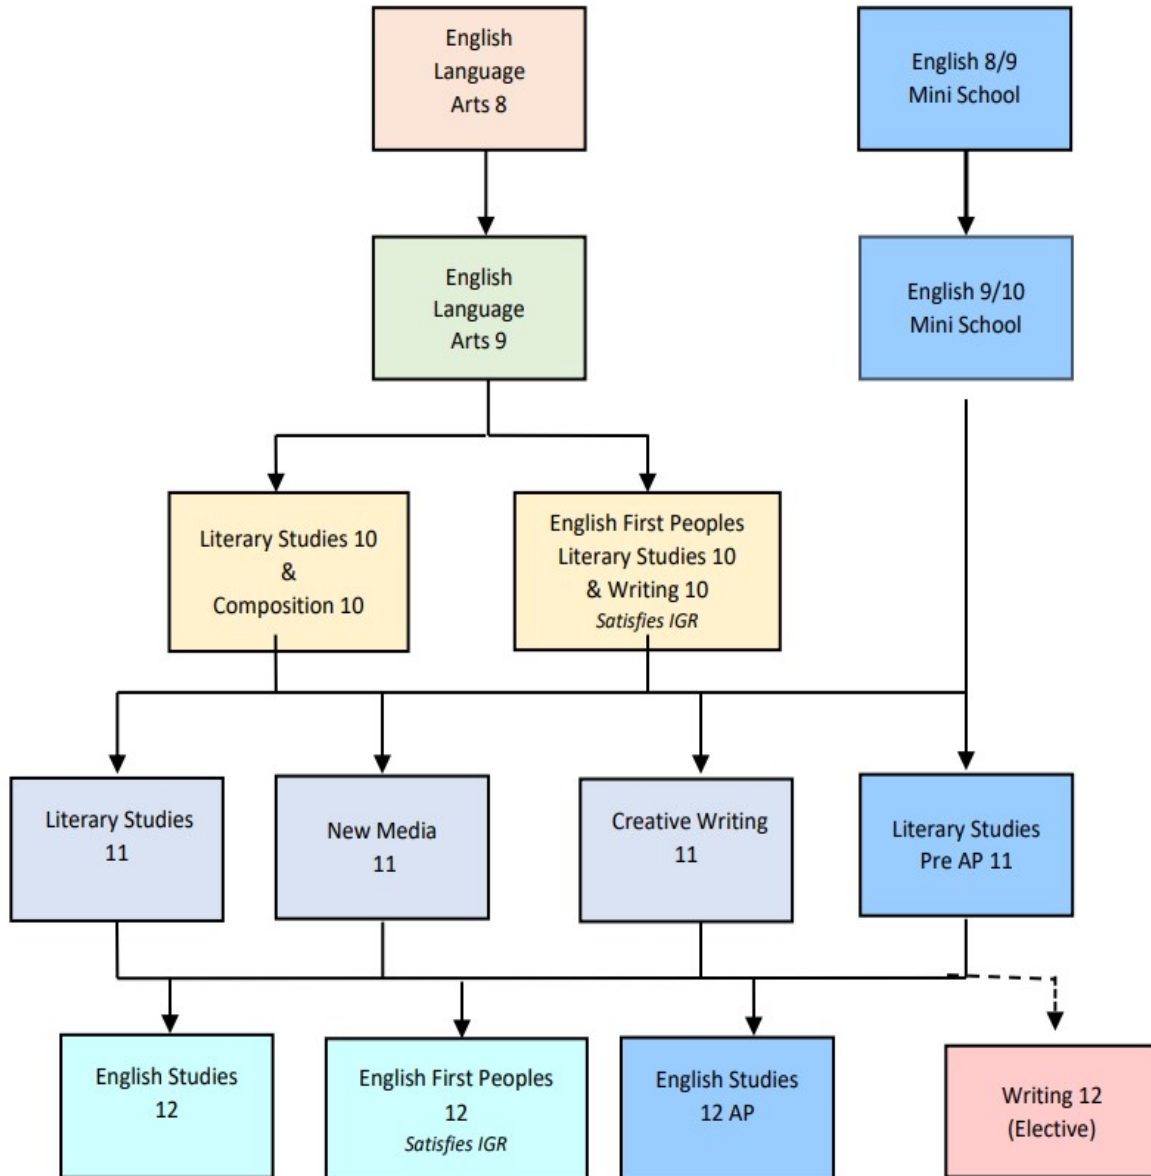 English
Language
Arts 8
English 8/9
Mini School
English
Language
Arts 9
English 9/10
Mini School
Literary Studies 10
&
Composition 10
English First Peoples
Literary Studies 10
& Writing 10
Satisfies IGR
Literary Studies
11
New Media
11
Creative Writing
11
Literary Studies
Pre AP 11
English Studies
12
English First Peoples
12
Satisfies IGR
English Studies
12 AP
Writing 12
(Elective)